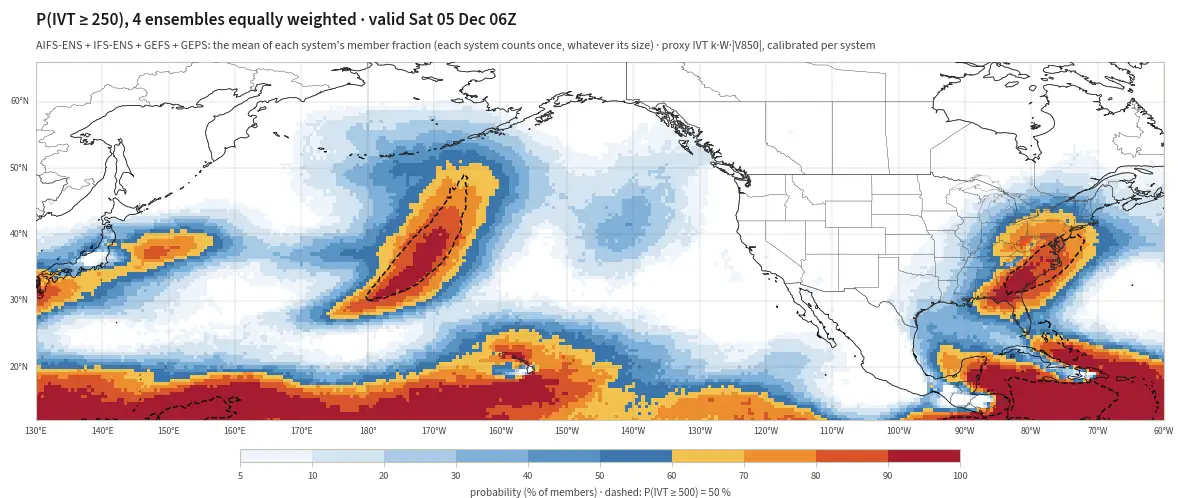 P(IVT ≥ 250), 4 ensembles equally weighted · valid Sat 05 Dec 06Z
AIFS-ENS + IFS-ENS + GEFS + GEPS: the mean of each system's member fraction (each system counts once, whatever its size) · proxy IVT k·W·|V850|, calibrated per system
60°N
50°N
40°N
30°N
20°N
130°E 140°E 150°E 160°E 170°E 180° 170°W 160°W 150°W 140°W 130°W 120°W 110°W 100°W 90°W 80°W 70°W 60°W
5 10 20 30 40 50 60 70 80 90 100
probability (% of members) · dashed: P(IVT ≥ 500) = 50 %